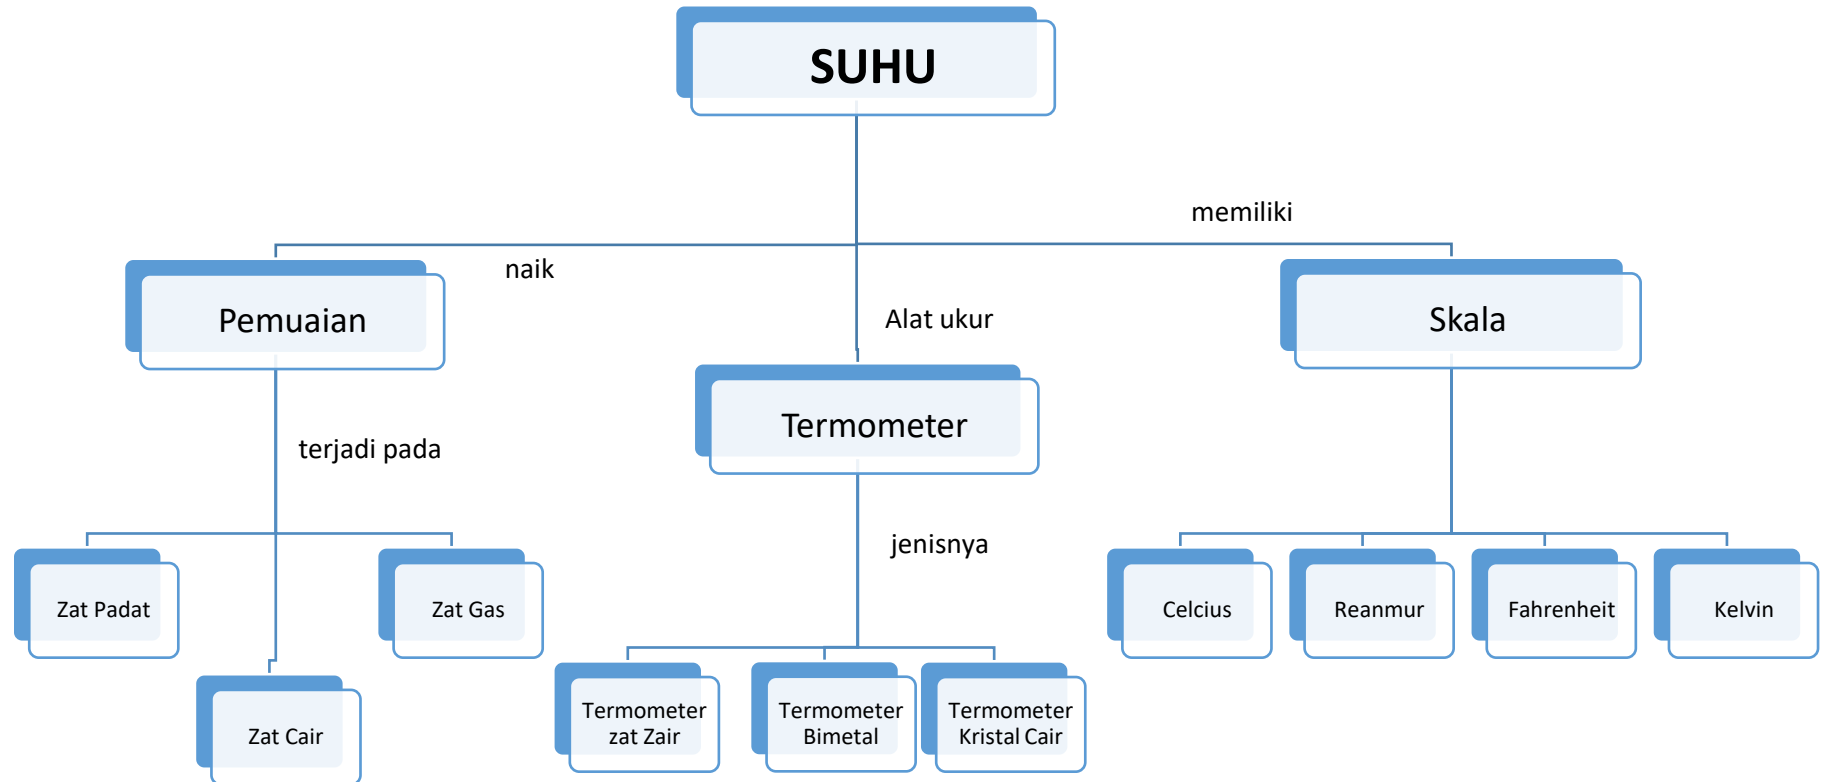 SUHU
memiliki
naik
Pemuaian
Alat ukur
Skala
Termometer
terjadi pada
jenisnya
Zat Padat
Zat Gas
Celcius
Reanmur
Fahrenheit
Kelvin
Zat Cair
Termometer
zat Zair
Termometer
Bimetal
Termometer
Kristal Cair